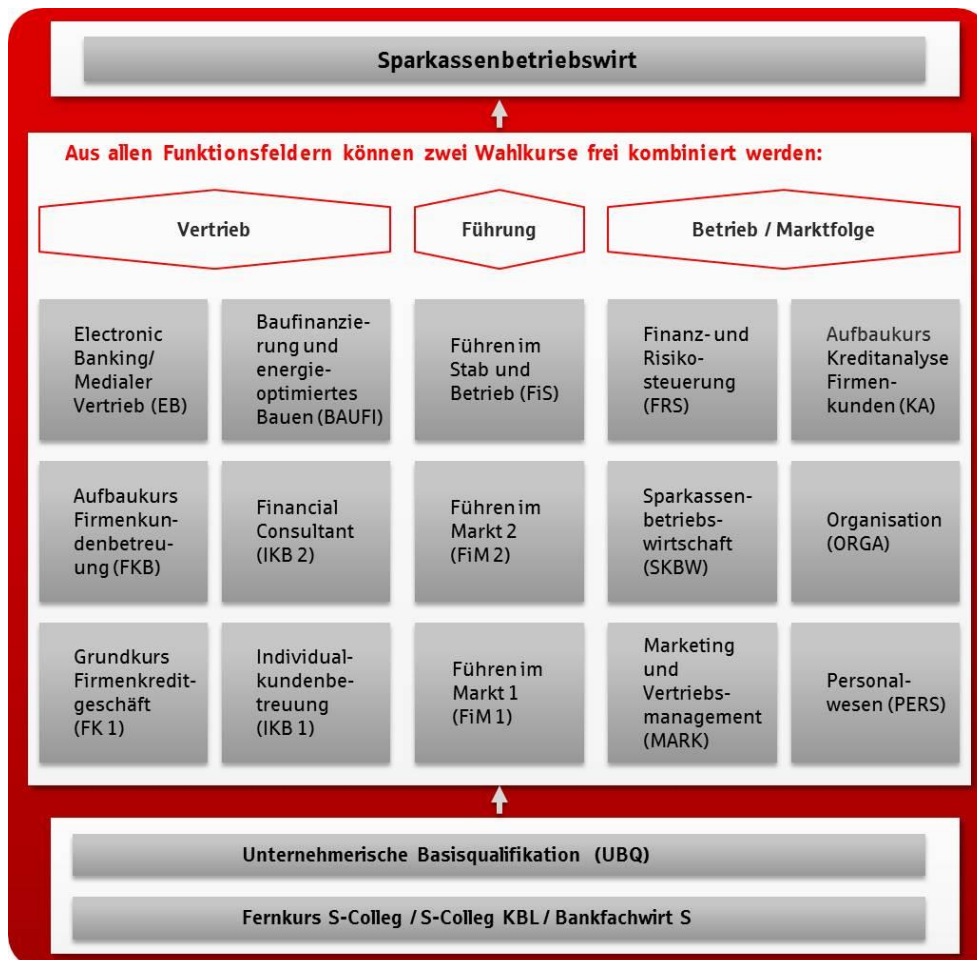 Sparkassenbetriebswirt
Aus allen Funktionsfeldern können zwei Wahlkurse frei kombiniert werden:
Vertrieb
Führung
Betrieb / Marktfolge
Electronic
Banking/
Medialer
Vertrieb (EB)
Baufinanzie-
rung und
energie-
optimiertes
Bauen (BAUFI)
Führen im
Stab und
Betrieb (FiS)
Finanz- und
Risiko-
steuerung
(FRS)
Aufbaukurs
Kreditanalyse
Firmen-
kunden (KA)
Aufbaukurs
Firmenkun-
denbetreu-
ung (FKB)
Financial
Consultant
(IKB 2)
Führen im
Markt 2
(FiM 2)
Sparkassen-
betriebs-
wirtschaft
(SKBW)
Organisation
(ORGA)
Grundkurs
Firmenkredit-
geschäft
(FK 1)
Individual-
kundenbe-
treuung
(IKB 1)
Führen im
Markt 1
(FiM 1)
Marketing
und
Vertriebs-
management
(MARK)
Personal-
wesen (PERS)
Unternehmerische Basisqualifikation (UBQ)
Fernkurs S-Colleg / S-Colleg KBL / Bankfachwirt S